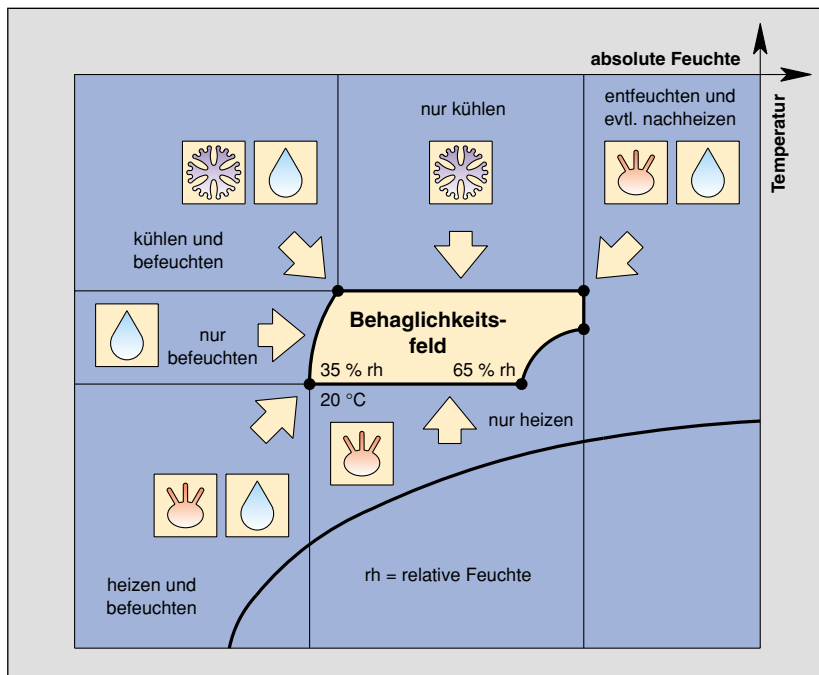 absolute Feuchte
Temperatur
nur kühlen
entfeuchten und
evtl. nachheizen
kühlen und
befeuchten
nur
befeuchten
Behaglichkeits-
feld
35 % rh
65 % rh
20 °C
nur heizen
heizen und
befeuchten
rh = relative Feuchte